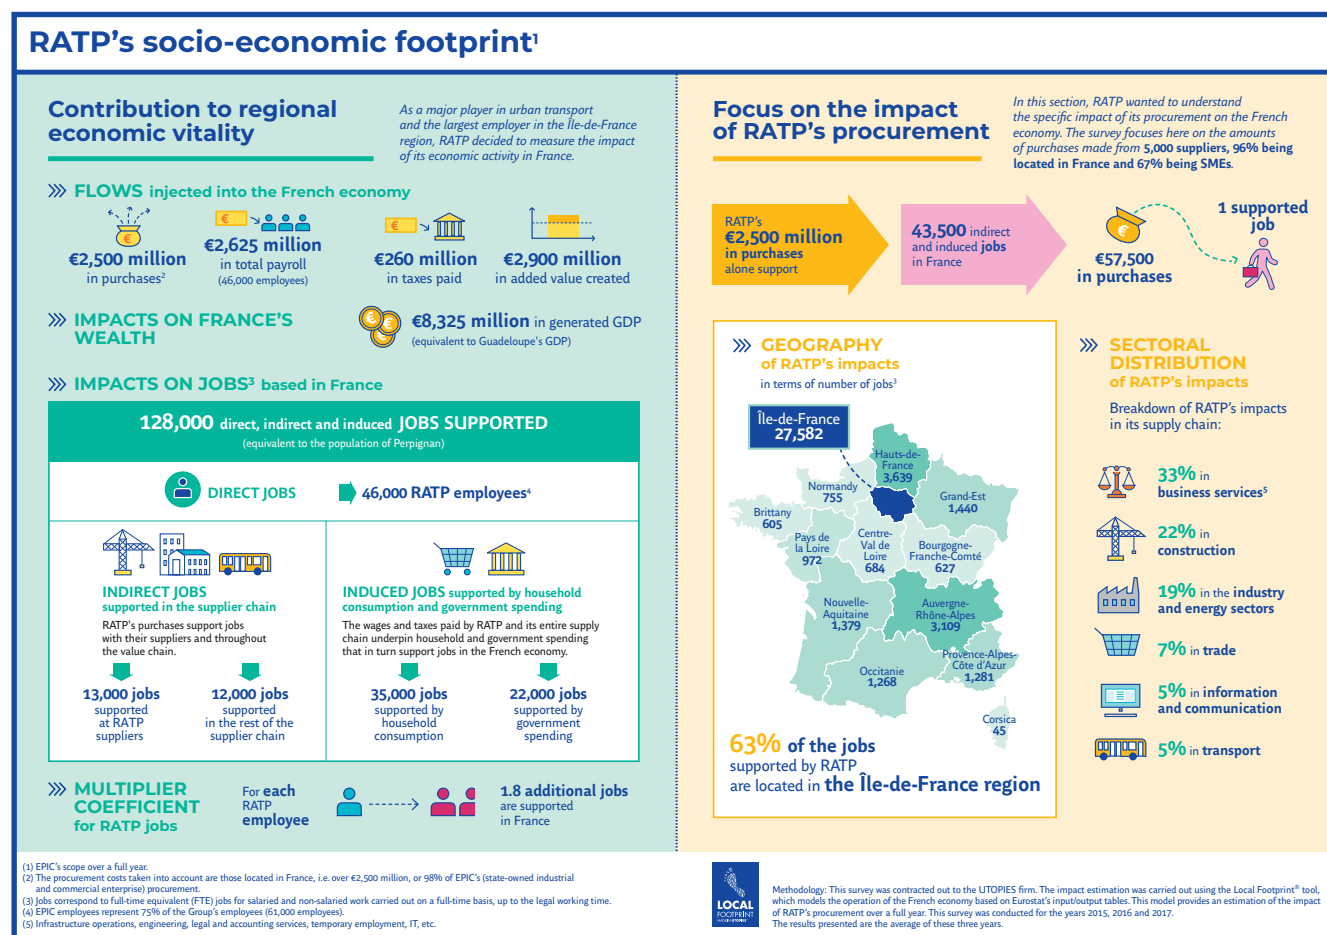 RATP's socio-economic footprint¹
Contribution to regional
economic vitality
As a major player in urban transport
and the largest employer in the Île-de-France
region, RATP decided to measure the impact
of its economic activity in France.
FLOWS injected into the French economy
€2,500 million
in purchases²
€2,625 million
in total payroll
(46,000 employees)
€260 million
in taxes paid
€2,900 million
in added value created
IMPACTS ON FRANCE'S
WEALTH
€8,325 million in generated GDP
(equivalent to Guadeloupe's GDP)
IMPACTS ON JOBS³ based in France
128,000 direct, indirect and induced JOBS SUPPORTED
(equivalent to the population of Perpignan)
DIRECT JOBS
46,000 RATP employees⁴
INDIRECT JOBS
supported in the supplier chain
RATP's purchases support jobs
with their suppliers and throughout
the value chain.
13,000 jobs
supported
at RATP
suppliers
12,000 jobs
supported
in the rest of the
supplier chain
INDUCED JOBS supported by household
consumption and government spending
The wages and taxes paid by RATP and its entire supply
chain underpin household and government spending
that in turn support jobs in the French economy.
35,000 jobs
supported by
household
consumption
22,000 jobs
supported by
government
spending
MULTIPLIER
COEFFICIENT
for RATP jobs
For each
RATP
employee
1.8 additional jobs
are supported
in France
Focus on the impact
of RATP's procurement
In this section, RATP wanted to understand
the specific impact of its procurement on the French
economy. The survey focuses here on the amounts
of purchases made from 5,000 suppliers, 96% being
located in France and 67% being SMEs.
RATP's
€2,500 million
in purchases
alone support
43,500 indirect
and induced jobs
in France
€57,500
in purchases
1 supported
job
GEOGRAPHY
of RATP's impacts
in terms of number of jobs³
Île-de-France
27,582
Hauts-de-
France
3,639
Normandy
755
Grand-Est
1,440
Brittany
605
Pays de
la Loire
972
Centre-
Val de
Loire
684
Bourgogne-
Franche-Comté
627
Nouvelle-
Aquitaine
1,379
Auvergne-
Rhône-Alpes
3,109
Provence-Alpes-
Côte d'Azur
1,281
Occitanie
1,268
Corsica
45
63% of the jobs
supported by RATP
are located in the Île-de-France region
SECTORAL
DISTRIBUTION
of RATP's impacts
Breakdown of RATP's impacts
in its supply chain:
33% in
business services⁵
22% in
construction
19% in the industry
and energy sectors
7% in trade
5% in information
and communication
5% in transport
(1) EPIC's scope over a full year.
(2) The procurement costs taken into account are those located in France, i.e. over €2,500 million, or 98% of EPIC's (state-owned industrial
and commercial enterprise) procurement.
(3) Jobs correspond to full-time equivalent (FTE) jobs for salaried and non-salaried work carried out on a full-time basis, up to the legal working time.
(4) EPIC employees represent 75% of the Group's employees (61,000 employees).
(5) Infrastructure operations, engineering, legal and accounting services, temporary employment, IT, etc.
LOCAL
FOOTPRINT
Methodology: This survey was contracted out to the UTOPIES firm. The impact estimation was carried out using the Local Footprint® tool,
which models the operation of the French economy based on Eurostat's input/output tables. This model provides an estimation of the impact
of RATP's procurement over a full year. This survey was conducted for the years 2015, 2016 and 2017.
The results presented are the average of these three years.